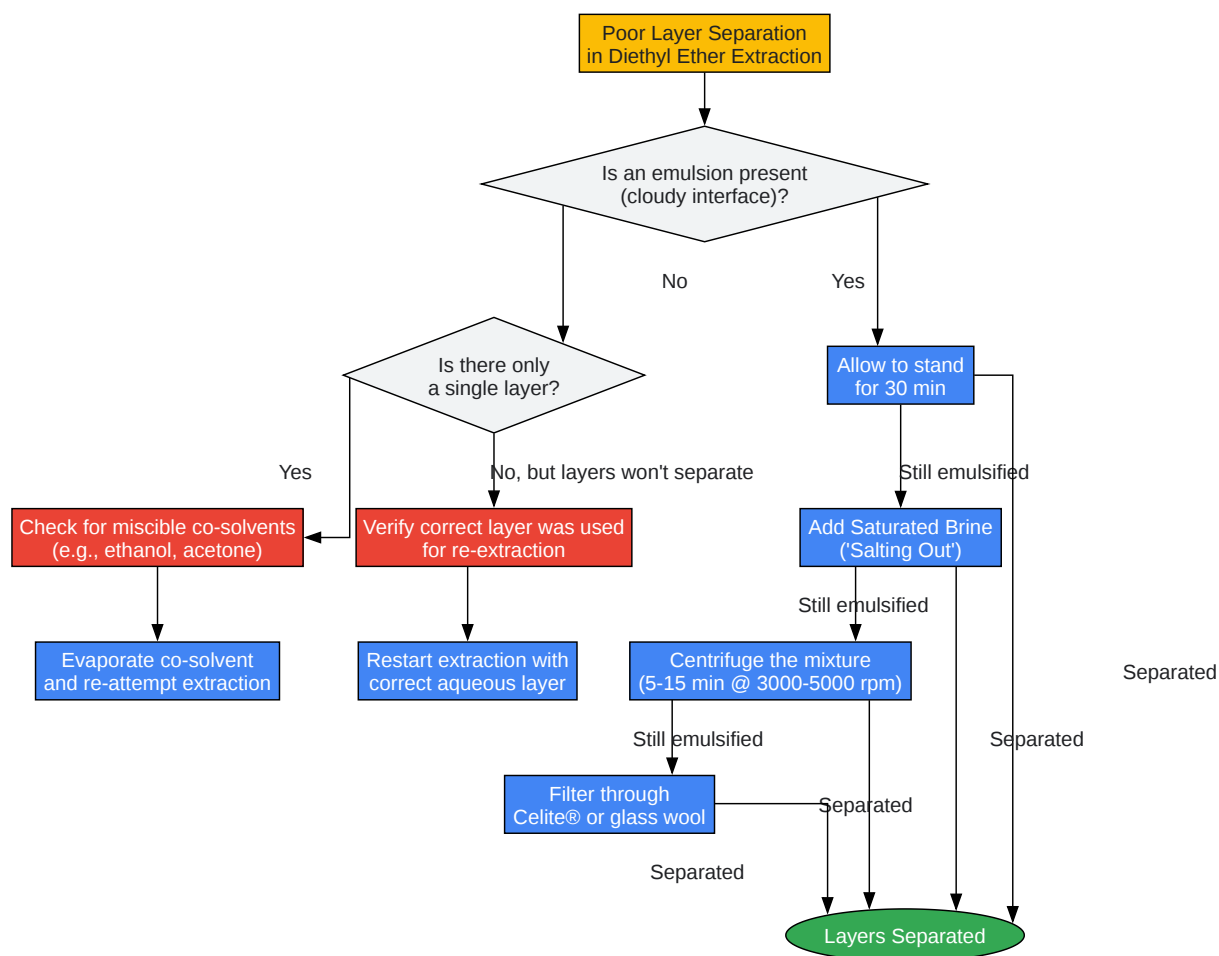 Poor Layer Separation
in Diethyl Ether Extraction
Is an emulsion present
(cloudy interface)?
No
Yes
Is there only
a single layer?
Allow to stand
for 30 min
Yes
No, but layers won't separate
Still emulsified
Check for miscible co-solvents
(e.g., ethanol, acetone)
Verify correct layer was used
for re-extraction
Add Saturated Brine
('Salting Out')
Still emulsified
Evaporate co-solvent
and re-attempt extraction
Restart extraction with
correct aqueous layer
Centrifuge the mixture
(5-15 min @ 3000-5000 rpm)
Separated
Still emulsified
Separated
Filter through
Celite® or glass wool
Separated
Separated
Layers Separated